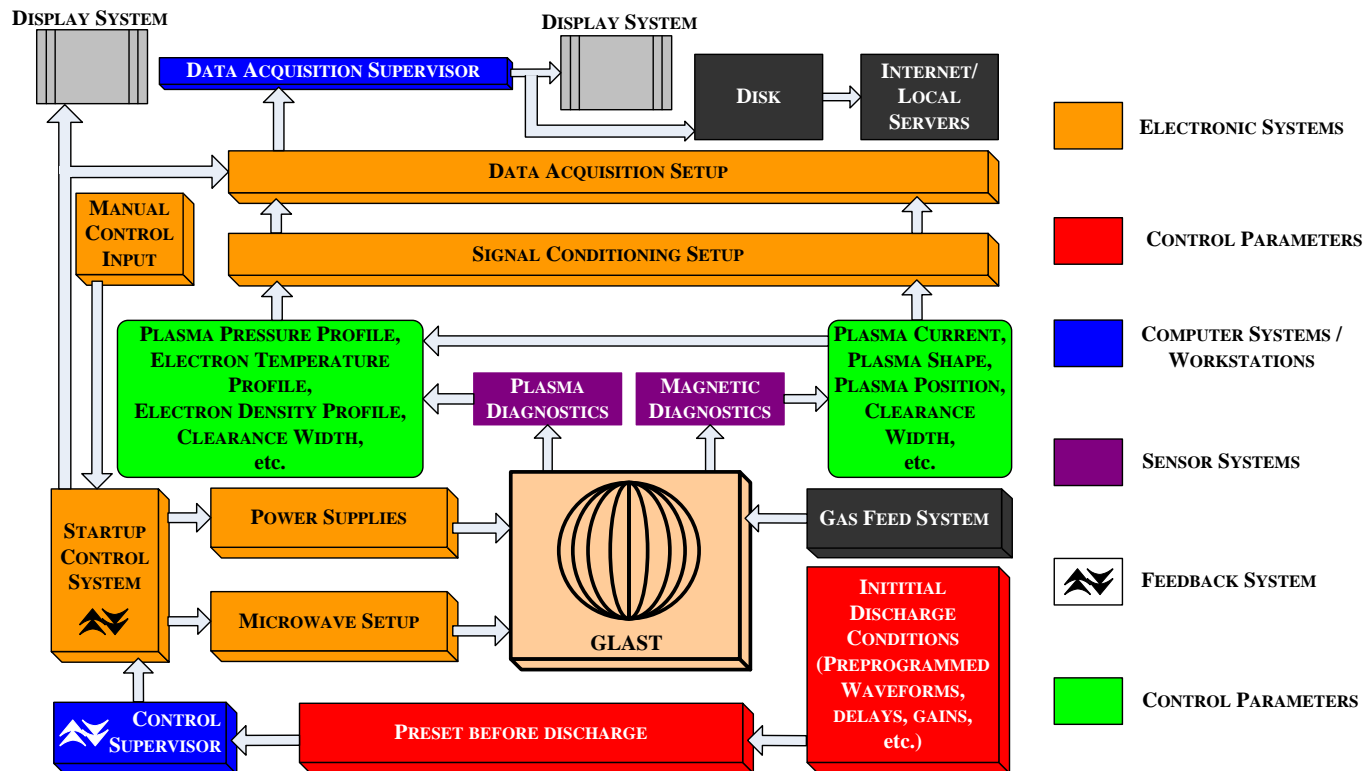 DISPLAY SYSTEM
DISPLAY SYSTEM
DATA ACQUISITION SUPERVISOR
DISK
INTERNET/
LOCAL
SERVERS
DATA ACQUISITION SETUP
MANUAL
CONTROL
INPUT
SIGNAL CONDITIONING SETUP
PLASMA PRESSURE PROFILE,
ELECTRON TEMPERATURE
PROFILE,
ELECTRON DENSITY PROFILE,
CLEARANCE WIDTH,
etc.
PLASMA
DIAGNOSTICS
MAGNETIC
DIAGNOSTICS
PLASMA CURRENT,
PLASMA SHAPE,
PLASMA POSITION,
CLEARANCE
WIDTH,
etc.
STARTUP
CONTROL
SYSTEM
POWER SUPPLIES
MICROWAVE SETUP
GLAST
GAS FEED SYSTEM
INITITIAL
DISCHARGE
CONDITIONS
(PREPROGRAMMED
WAVEFORMS,
DELAYS, GAINS,
etc.)
CONTROL
SUPERVISOR
PRESET BEFORE DISCHARGE
ELECTRONIC SYSTEMS
CONTROL PARAMETERS
COMPUTER SYSTEMS /
WORKSTATIONS
SENSOR SYSTEMS
FEEDBACK SYSTEM
CONTROL PARAMETERS